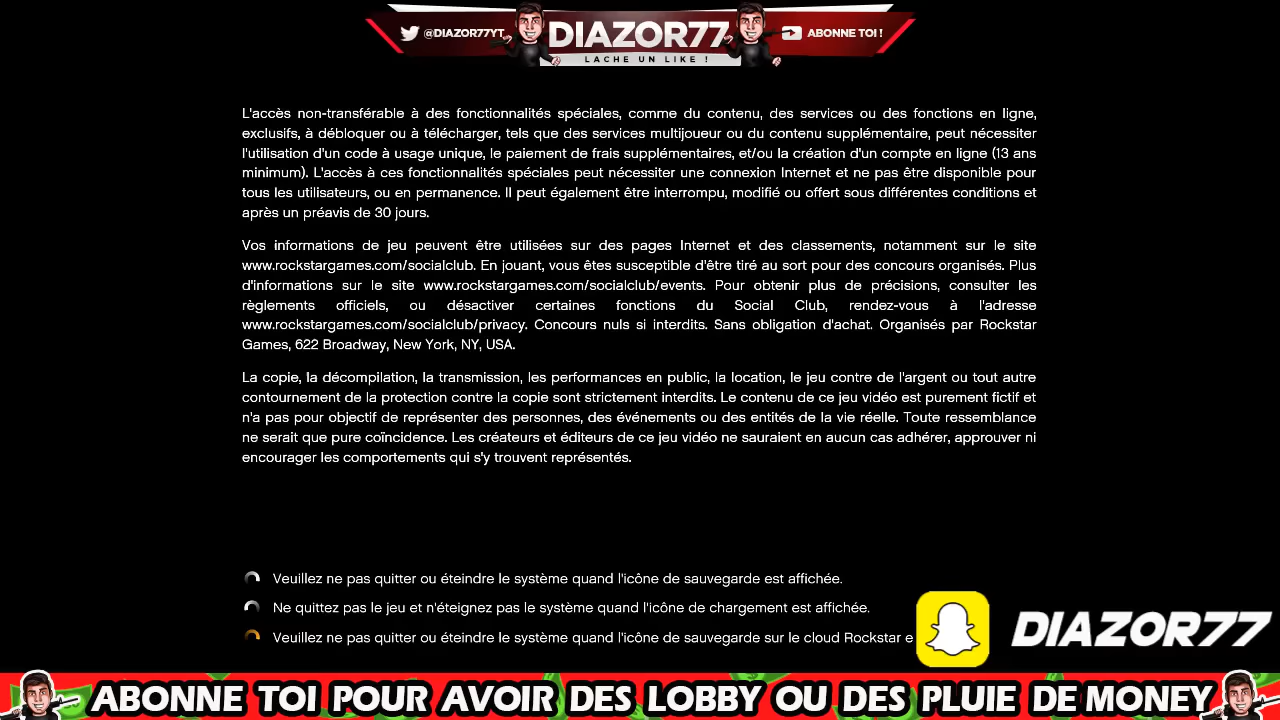 @DIAZOR77YT
DIAZOR77
ABONNE TOI !
LACHE UN LIKE !
L'accès non-transférable à des fonctionnalités spéciales, comme du contenu, des services ou des fonctions en ligne,
exclusifs, à débloquer ou à télécharger, tels que des services multijoueur ou du contenu supplémentaire, peut nécessiter
l'utilisation d'un code à usage unique, le paiement de frais supplémentaires, et/ou la création d'un compte en ligne (13 ans
minimum). L'accès à ces fonctionnalités spéciales peut nécessiter une connexion Internet et ne pas être disponible pour
tous les utilisateurs, ou en permanence. Il peut également être interrompu, modifié ou offert sous différentes conditions et
après un préavis de 30 jours.
Vos informations de jeu peuvent être utilisées sur des pages Internet et des classements, notamment sur le site
www.rockstargames.com/socialclub. En jouant, vous êtes susceptible d'être tiré au sort pour des concours organisés. Plus
d'informations sur le site www.rockstargames.com/socialclub/events. Pour obtenir plus de précisions, consulter les
règlements officiels, ou désactiver certaines fonctions du Social Club, rendez-vous à l'adresse
www.rockstargames.com/socialclub/privacy. Concours nuls si interdits. Sans obligation d'achat. Organisés par Rockstar
Games, 622 Broadway, New York, NY, USA.
La copie, la décompilation, la transmission, les performances en public, la location, le jeu contre de l'argent ou tout autre
contournement de la protection contre la copie sont strictement interdits. Le contenu de ce jeu vidéo est purement fictif et
n'a pas pour objectif de représenter des personnes, des événements ou des entités de la vie réelle. Toute ressemblance
ne serait que pure coïncidence. Les créateurs et éditeurs de ce jeu vidéo ne sauraient en aucun cas adhérer, approuver ni
encourager les comportements qui s'y trouvent représentés.
Veuillez ne pas quitter ou éteindre le système quand l'icône de sauvegarde est affichée.
Ne quittez pas le jeu et n'éteignez pas le système quand l'icône de chargement est affichée.
Veuillez ne pas quitter ou éteindre le système quand l'icône de sauvegarde sur le cloud Rockstar e
DIAZOR77
ABONNE TOI POUR AVOIR DES LOBBY OU DES PLUIE DE MONEY